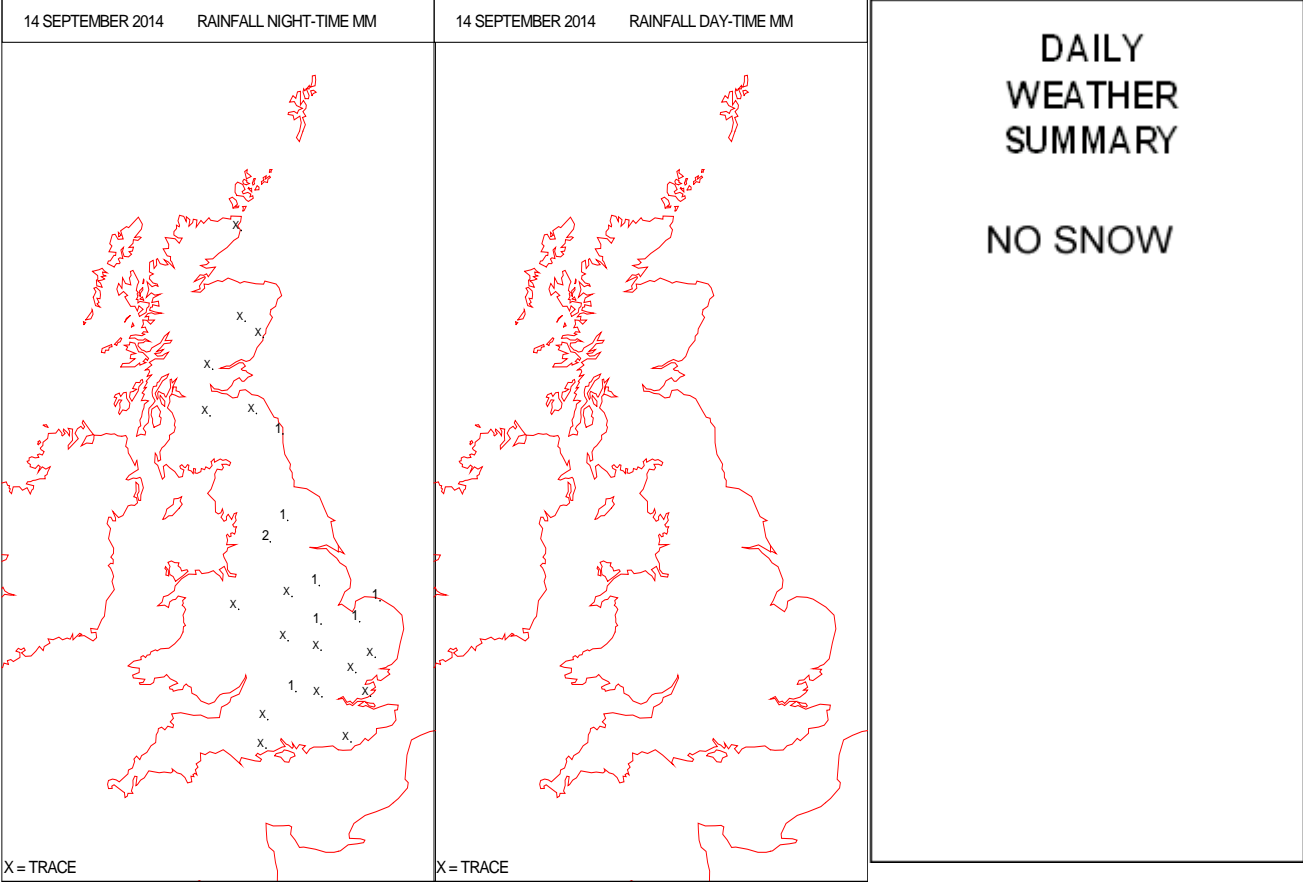 14 SEPTEMBER 2014 RAINFALL NIGHT-TIME MM
x.
x.
x.
x.
x.
x.
1.
1.
2.
1.
x.
1.
x.
1.
1.
x.
x.
x.
x.
1.
x.
x.
x.
x.
x.
X = TRACE
14 SEPTEMBER 2014 RAINFALL DAY-TIME MM
X = TRACE
DAILY
WEATHER
SUMMARY
NO SNOW